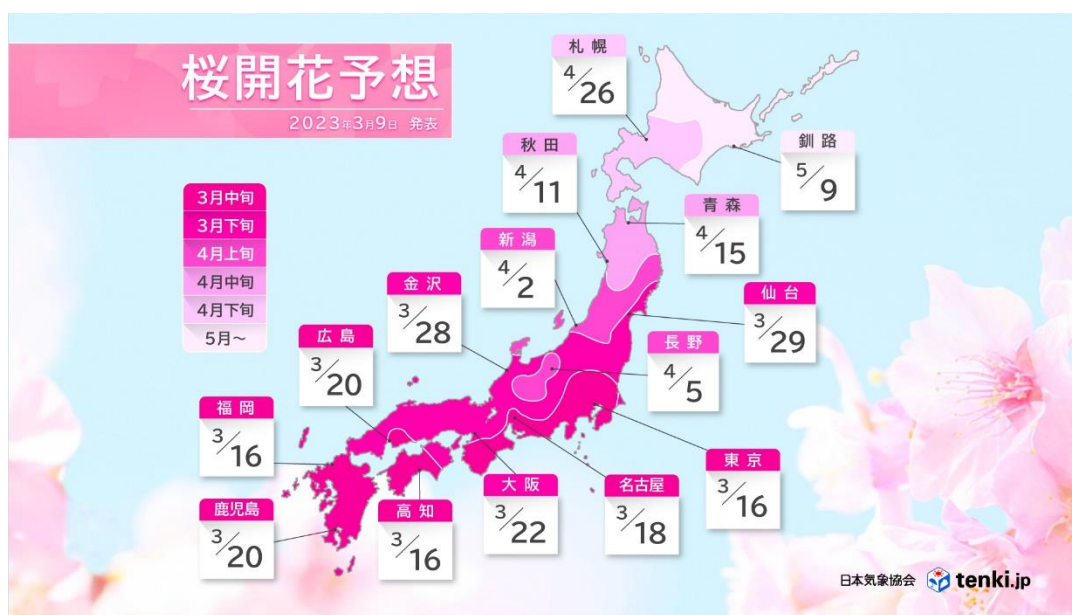 桜開花予想
2023年3月9日 発表
3月中旬
3月下旬
4月上旬
4月中旬
4月下旬
5月～
札幌
4/26
釧路
5/9
秋田
4/11
青森
4/15
新潟
4/2
仙台
3/29
金沢
3/28
長野
4/5
広島
3/20
福岡
3/16
東京
3/16
名古屋
3/18
大阪
3/22
高知
3/16
鹿児島
3/20
日本気象協会 tenki.jp